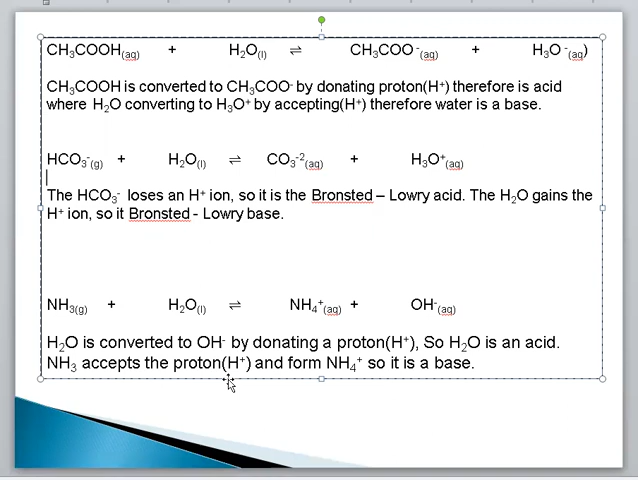 CH₃COOH(aq) + H₂O(l) ⇌ CH₃COO⁻(aq) + H₃O⁻(aq))
CH₃COOH is converted to CH₃COO⁻ by donating proton(H⁺) therefore is acid
where H₂O converting to H₃O⁺ by accepting(H⁺) therefore water is a base.
HCO₃⁻(g) + H₂O(l) ⇌ CO₃⁻²(aq) + H₃O⁺(aq)
The HCO₃⁻ loses an H⁺ ion, so it is the Bronsted – Lowry acid. The H₂O gains the
H⁺ ion, so it Bronsted - Lowry base.
NH₃(g) + H₂O(l) ⇌ NH₄⁺(aq) + OH⁻(aq)
H₂O is converted to OH⁻ by donating a proton(H⁺), So H₂O is an acid.
NH₃ accepts the proton(H⁺) and form NH₄⁺ so it is a base.